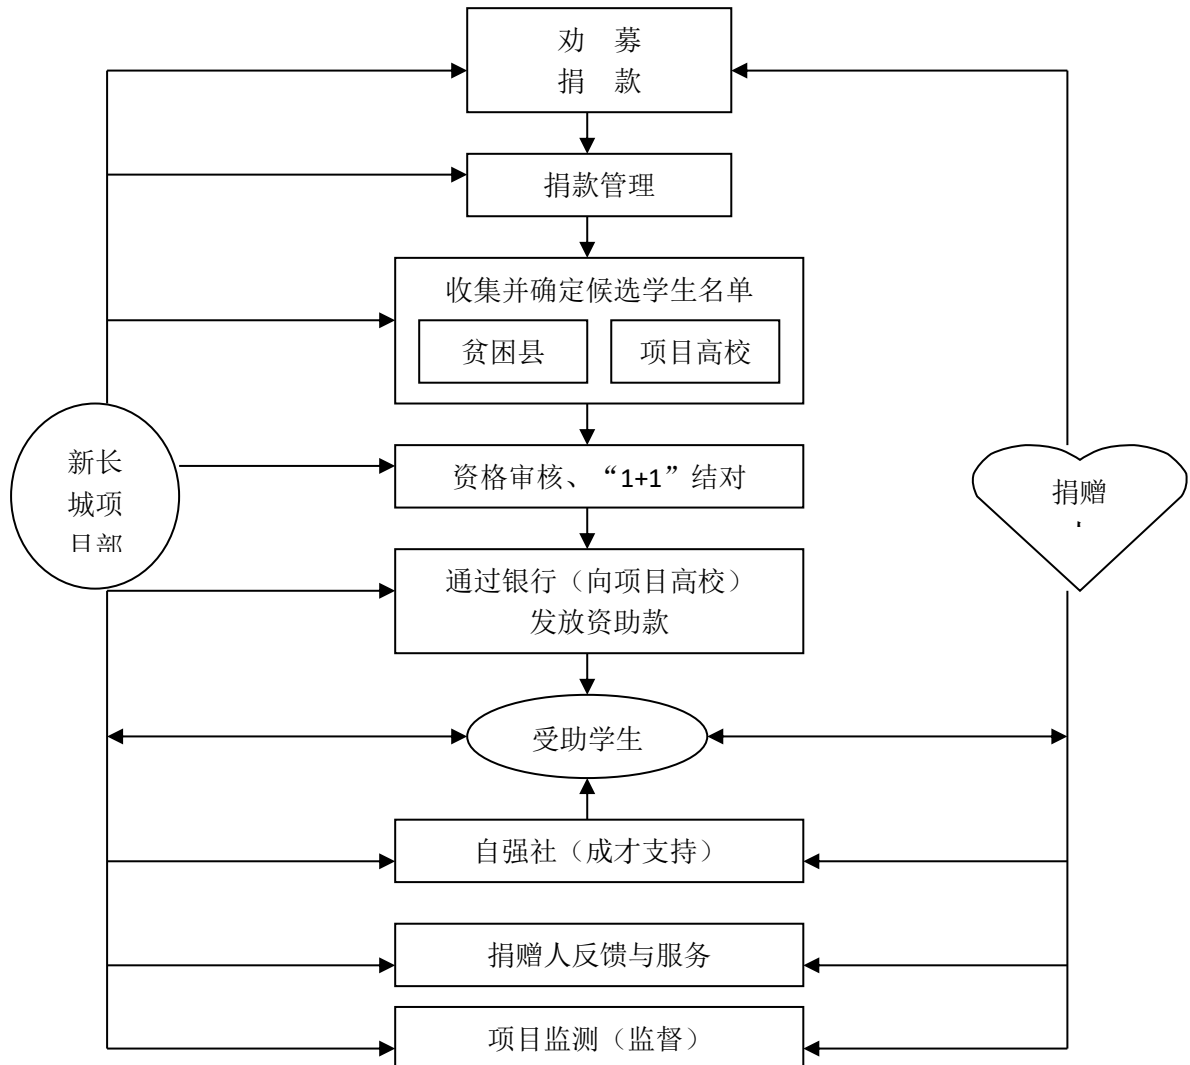 劝 募
捐 款
捐款管理
收集并确定候选学生名单
贫困县
项目高校
新长
城项
目部
资格审核、“1+1”结对
捐赠
通过银行（向项目高校）
发放资助款
受助学生
自强社（成才支持）
捐赠人反馈与服务
项目监测（监督）